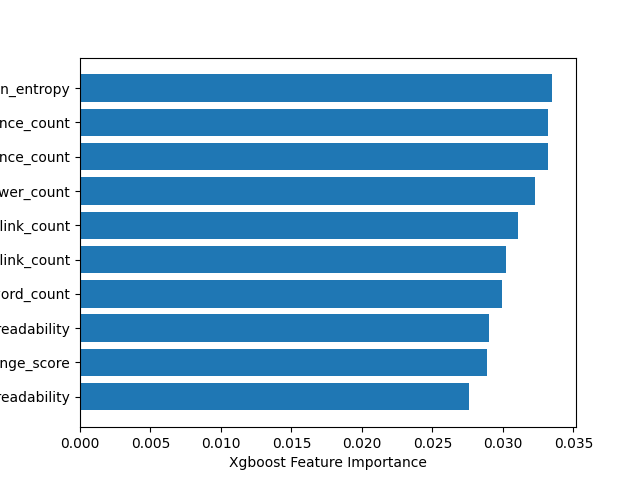 n_entropy
nce_count
nce_count
wer_count
link_count
link_count
ord_count
readability
nge_score
readability
0.000 0.005 0.010 0.015 0.020 0.025 0.030 0.035
Xgboost Feature Importance